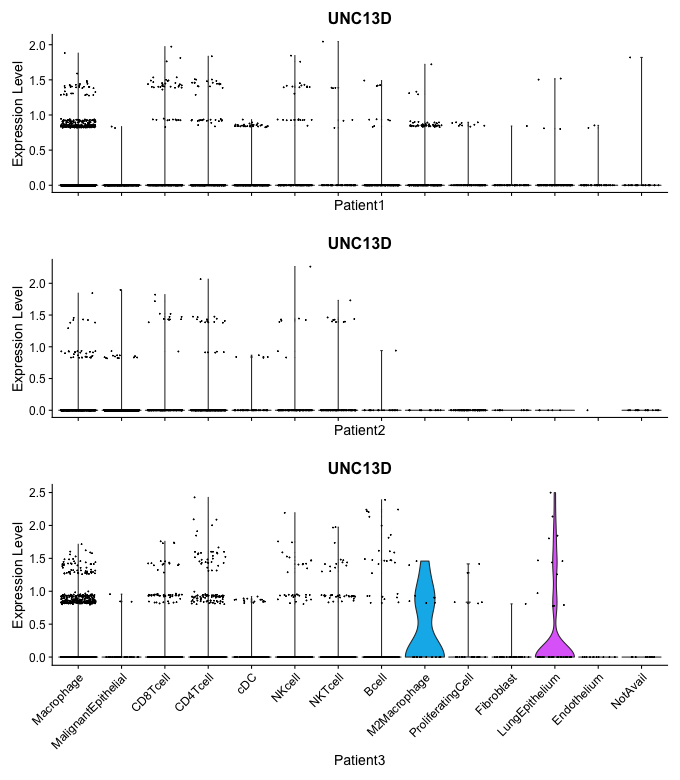 UNC13D
Expression Level
2.0
1.5
1.0
0.5
0.0
Patient1
UNC13D
Expression Level
2.0
1.5
1.0
0.5
0.0
Patient2
UNC13D
Expression Level
2.5
2.0
1.5
1.0
0.5
0.0
Macrophage
MalignantEpithelial
CD8Tcell
CD4Tcell
cDC
NKcell
NKTcell
Bcell
M2Macrophage
ProliferatingCell
Fibroblast
LungEpithelium
Endothelium
NotAvail
Patient3